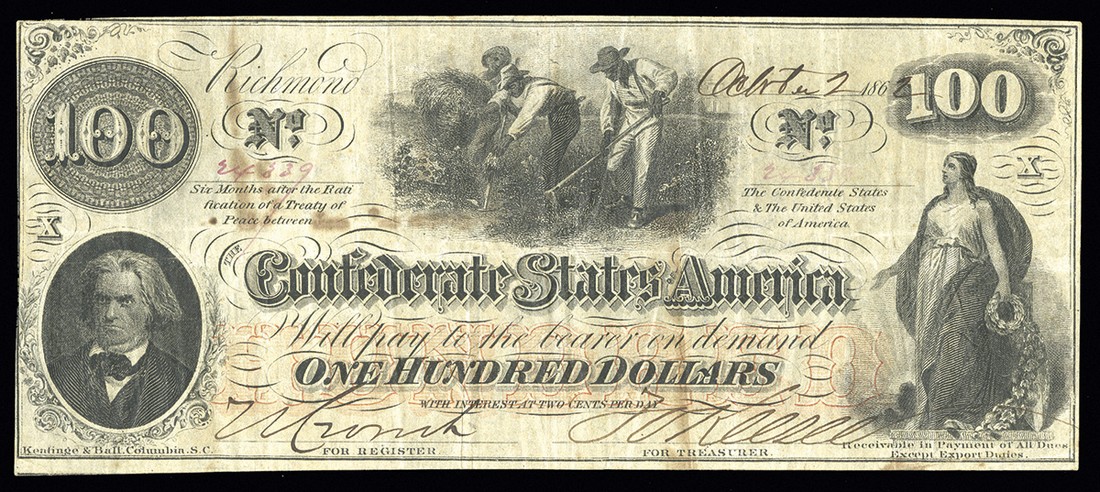 100
Richmond
October 2 1862
100
No.
No.
24339
Six Months after the Rati
fication of a Treaty of
Peace between
The Confederate States
& The United States
of America
X
X
THE
Confederate States of America
Will pay to the bearer on demand
ONE HUNDRED DOLLARS
WITH INTEREST AT TWO CENTS PER DAY
Keatinge & Ball, Columbia, S.C.
FOR REGISTER
FOR TREASURER.
Receivable in Payment of All Dues
Except Export Duties.